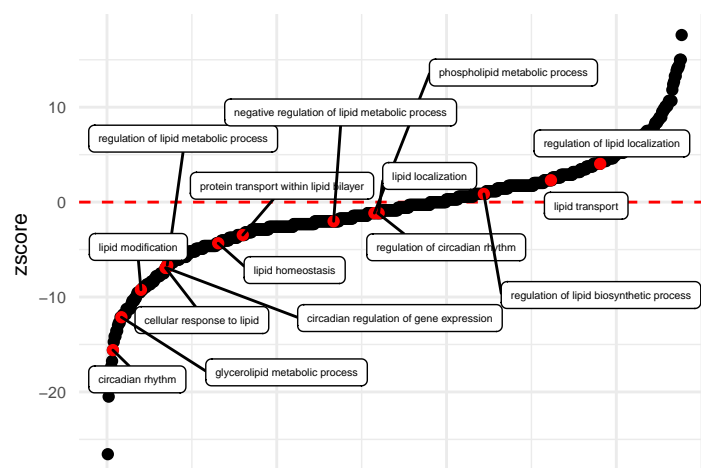 phospholipid metabolic process
10
negative regulation of lipid metabolic process
regulation of lipid metabolic process
regulation of lipid localization
lipid localization
protein transport within lipid bilayer
0
lipid transport
zscore
lipid modification
regulation of circadian rhythm
lipid homeostasis
−10
regulation of lipid biosynthetic process
cellular response to lipid
circadian regulation of gene expression
glycerolipid metabolic process
circadian rhythm
−20